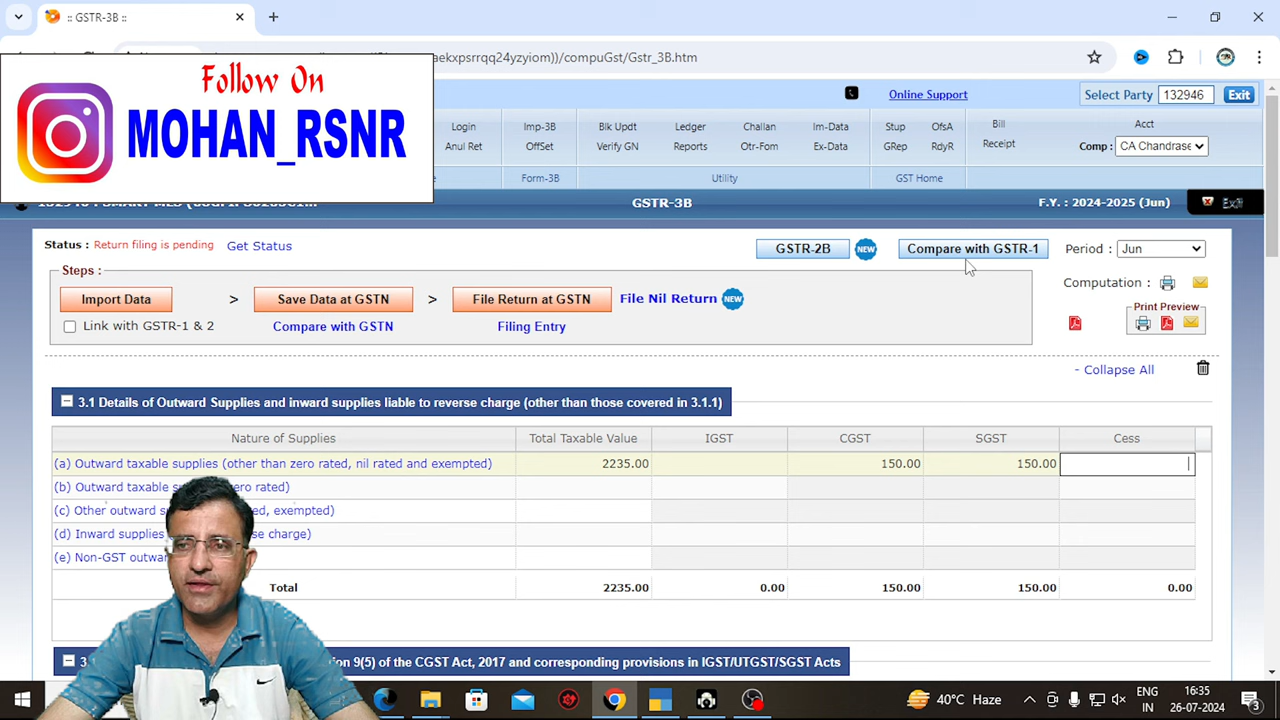 :: GSTR-3B ::
aekxpsrrqq24yzyiom))/compuGst/Gstr_3B.htm
Follow On
MOHAN_RSNR
Online Support
Select Party 132946 Exit
Login Imp-3B Blk Updt Ledger Challan Im-Data Stup OfsA Bill Acct
Anul Ret OffSet Verify GN Reports Otr-Fom Ex-Data GRep RdyR Receipt Comp : CA Chandrase
Form-3B Utility GST Home
GSTR-3B F.Y. : 2024-2025 (Jun) Exit
Status : Return filing is pending Get Status GSTR-2B NEW Compare with GSTR-1 Period : Jun
Steps :
Computation :
Import Data > Save Data at GSTN > File Return at GSTN File Nil Return NEW
Print Preview
Link with GSTR-1 & 2 Compare with GSTN Filing Entry
- Collapse All
3.1 Details of Outward Supplies and inward supplies liable to reverse charge (other than those covered in 3.1.1)
Nature of Supplies Total Taxable Value IGST CGST SGST Cess
(a) Outward taxable supplies (other than zero rated, nil rated and exempted) 2235.00 150.00 150.00
(b) Outward taxable ero rated)
(c) Other outward s ed, exempted)
(d) Inward supplies se charge)
(e) Non-GST outwar
Total 2235.00 0.00 150.00 150.00 0.00
ion 9(5) of the CGST Act, 2017 and corresponding provisions in IGST/UTGST/SGST Acts
40°C Haze ENG 16:35
IN 26-07-2024